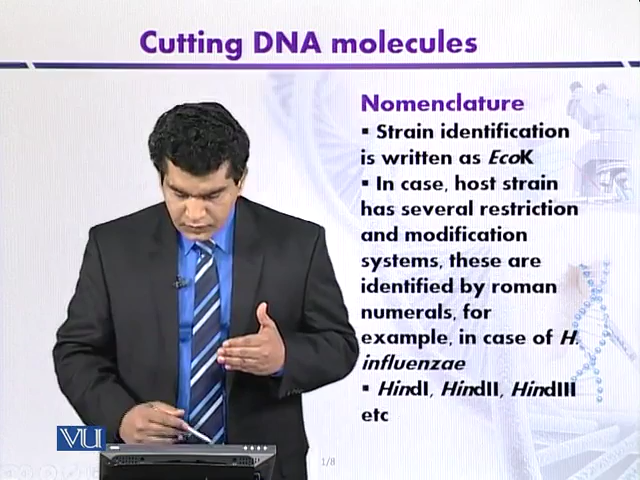 Cutting DNA molecules
Nomenclature
▪ Strain identification
is written as EcoK
▪ In case, host strain
has several restriction
and modification
systems, these are
identified by roman
numerals, for
example, in case of H.
influenzae
▪ HindI, HindII, HindIII
etc
VU
1/8